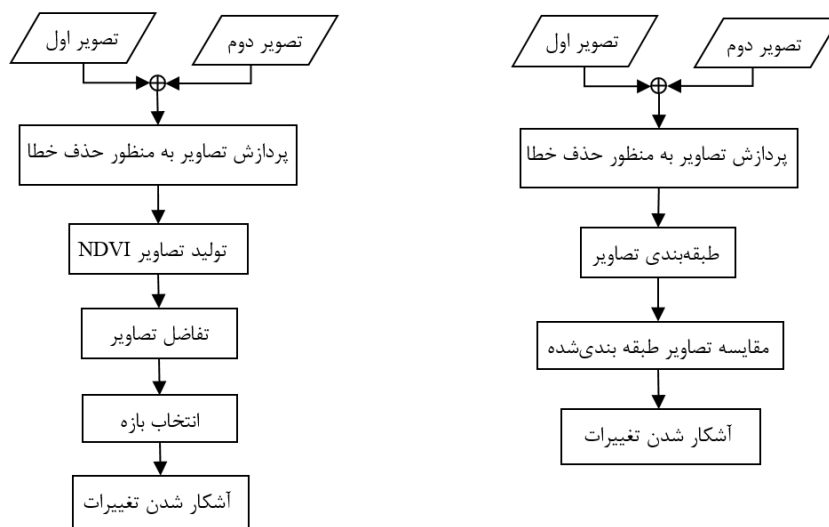 تصویر اول
تصویر دوم
پردازش تصاویر به منظور حذف خطا
تولید تصاویر NDVI
تفاضل تصاویر
انتخاب بازه
آشکار شدن تغییرات
تصویر اول
تصویر دوم
پردازش تصاویر به منظور حذف خطا
طبقه‌بندی تصاویر
مقایسه تصاویر طبقه بندی‌شده
آشکار شدن تغییرات